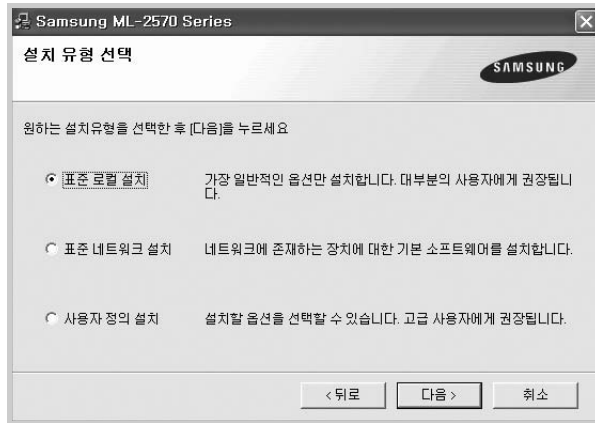 Samsung ML-2570 Series
설치 유형 선택
SAMSUNG
원하는 설치유형을 선택한 후 [다음]을 누르세요
표준 로컬 설치
가장 일반적인 옵션만 설치합니다. 대부분의 사용자에게 권장됩니
다.
표준 네트워크 설치
네트워크에 존재하는 장치에 대한 기본 소프트웨어를 설치합니다.
사용자 정의 설치
설치할 옵션을 선택할 수 있습니다. 고급 사용자에게 권장됩니다.
<뒤로 다음> 취소